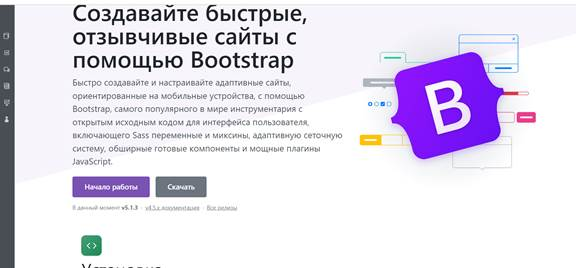 Создавайте быстрые,
отзывчивые сайты с
помощью Bootstrap
Быстро создавайте и настраивайте адаптивные сайты,
ориентированные на мобильные устройства, с помощью
Bootstrap, самого популярного в мире инструментария с
открытым исходным кодом для интерфейса пользователя,
включающего Sass переменные и миксины, адаптивную сеточную
систему, обширные готовые компоненты и мощные плагины
JavaScript.
Начало работы Скачать
В данный момент v5.1.3 · v4.5.x документация · Все релизы
B
Установка